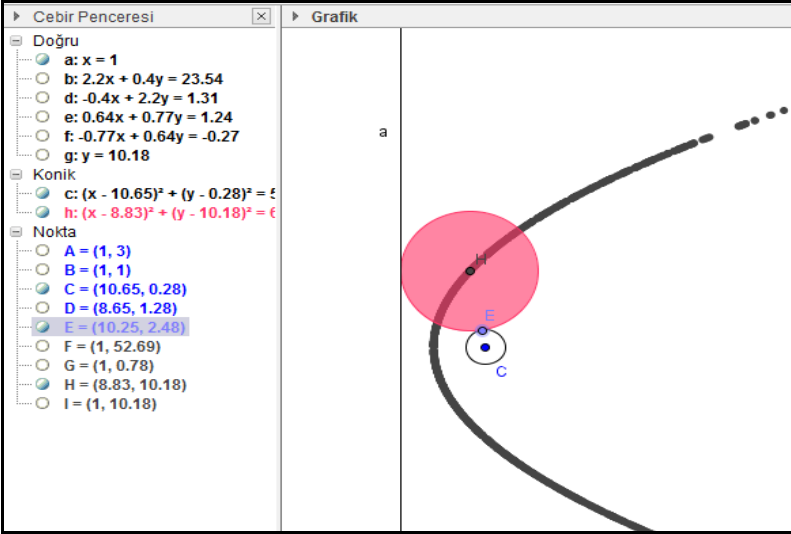 Cebir Penceresi
Grafik
Doğru
a: x = 1
b: 2.2x + 0.4y = 23.54
d: -0.4x + 2.2y = 1.31
e: 0.64x + 0.77y = 1.24
f: -0.77x + 0.64y = -0.27
g: y = 10.18
Konik
c: (x - 10.65)² + (y - 0.28)² = 5
h: (x - 8.83)² + (y - 10.18)² = 6
Nokta
A = (1, 3)
B = (1, 1)
C = (10.65, 0.28)
D = (8.65, 1.28)
E = (10.25, 2.48)
F = (1, 52.69)
G = (1, 0.78)
H = (8.83, 10.18)
I = (1, 10.18)
a
H
E
C